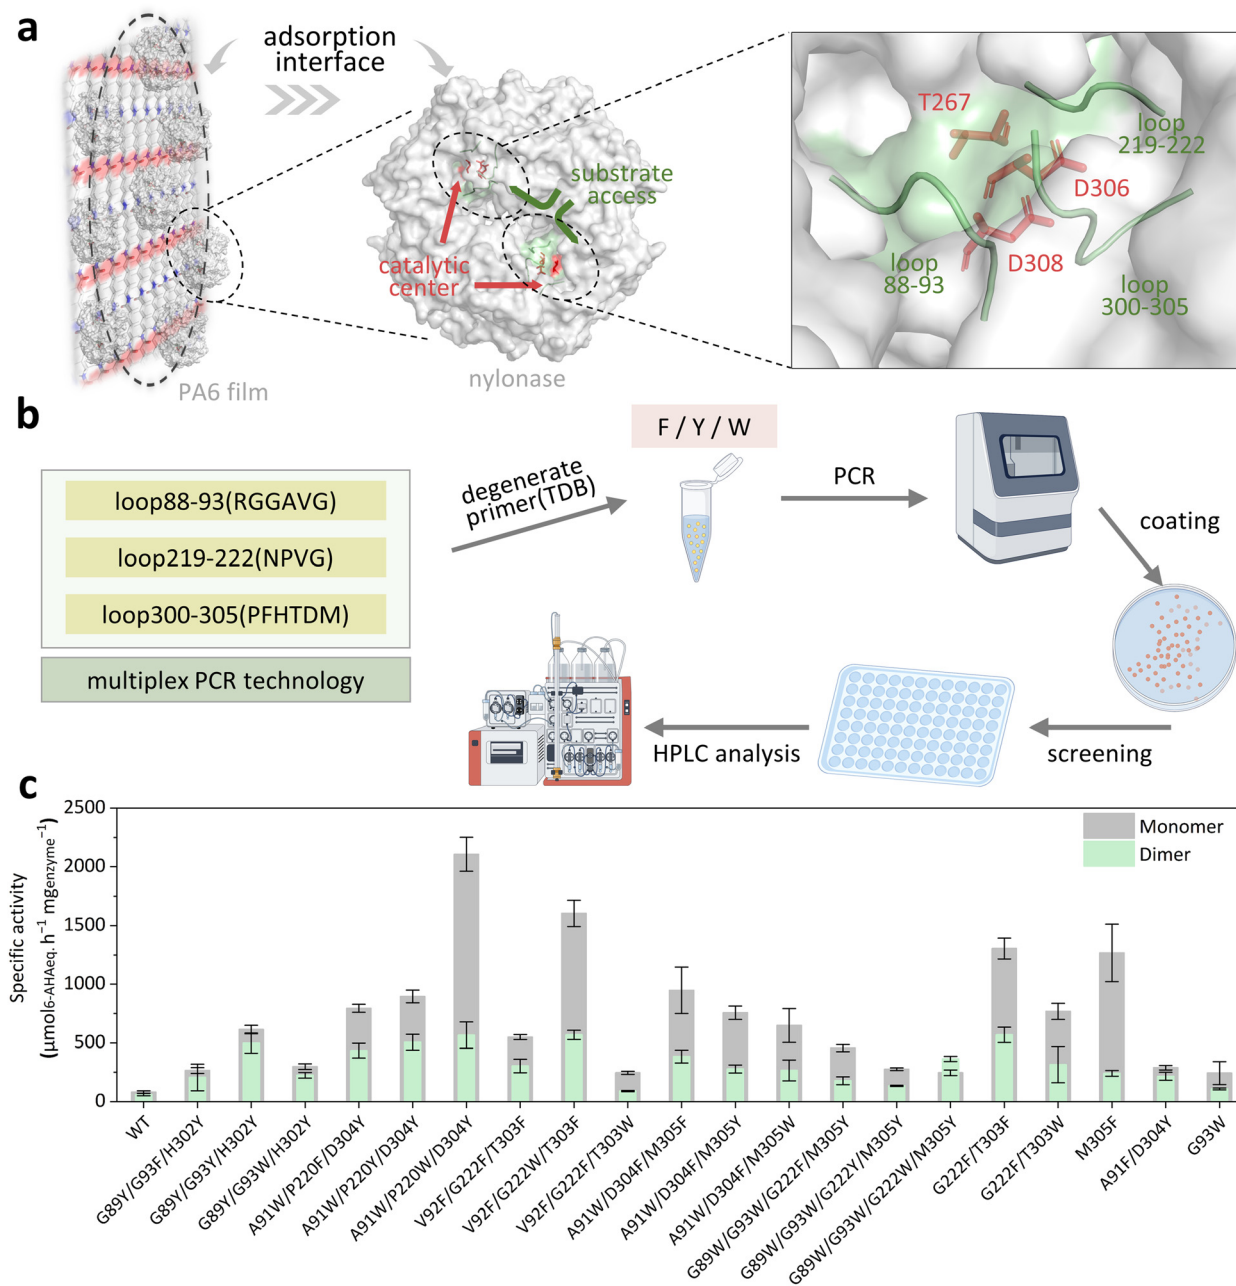 a
adsorption
interface
PA6 film
substrate
access
catalytic
center
nylonase
T267
loop
219-222
D306
D308
loop
88-93
loop
300-305
b
loop88-93(RGGAVG)
loop219-222(NPVG)
loop300-305(PFHTDM)
multiplex PCR technology
degenerate
primer(TDB)
F / Y / W
PCR
coating
screening
HPLC analysis
c
Specific activity
(μmol6-AHAeq. h⁻¹ mgenzyme⁻¹)
2500
2000
1500
1000
500
0
Monomer
Dimer
WT
G89Y/G93F/H302Y
G89Y/G93Y/H302Y
G89Y/G93W/H302Y
A91W/P220F/D304Y
A91W/P220Y/D304Y
A91W/P220W/D304Y
V92F/G222F/T303F
V92F/G222W/T303F
V92F/G222F/T303W
A91W/D304F/M305F
A91W/D304F/M305Y
A91W/D304F/M305W
G89W/G93W/G222F/M305Y
G89W/G93W/G222Y/M305Y
G89W/G93W/G222W/M305Y
G222F/T303F
G222F/T303W
M305F
A91F/D304Y
G93W